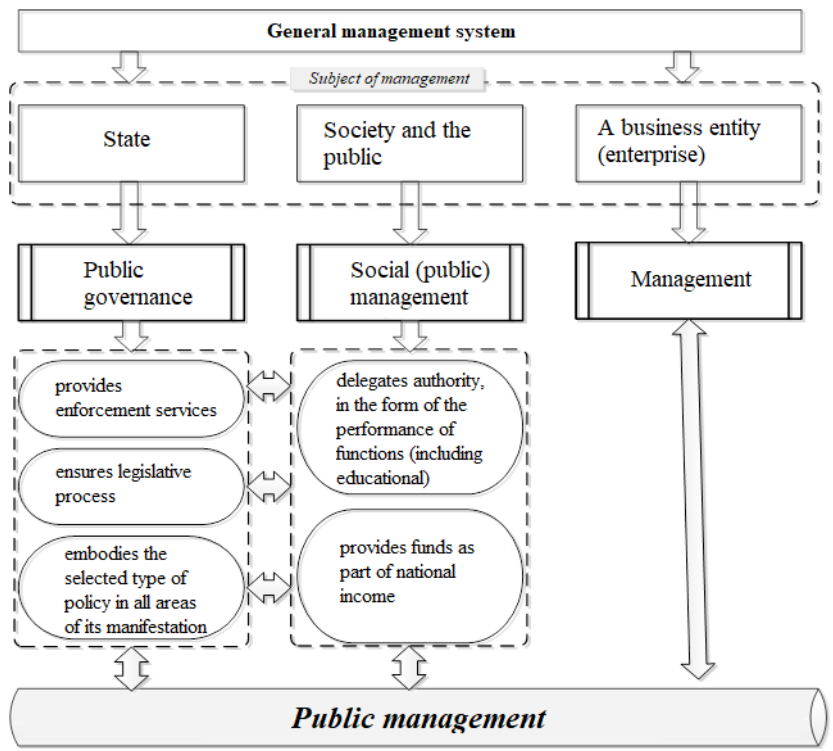 General management system
Subject of management
State
Society and the
public
A business entity
(enterprise)
Public
governance
Social (public)
management
Management
provides
enforcement services
ensures legislative
process
embodies the
selected type of
policy in all areas
of its manifestation
delegates authority,
in the form of the
performance of
functions (including
educational)
provides funds as
part of national
income
Public management